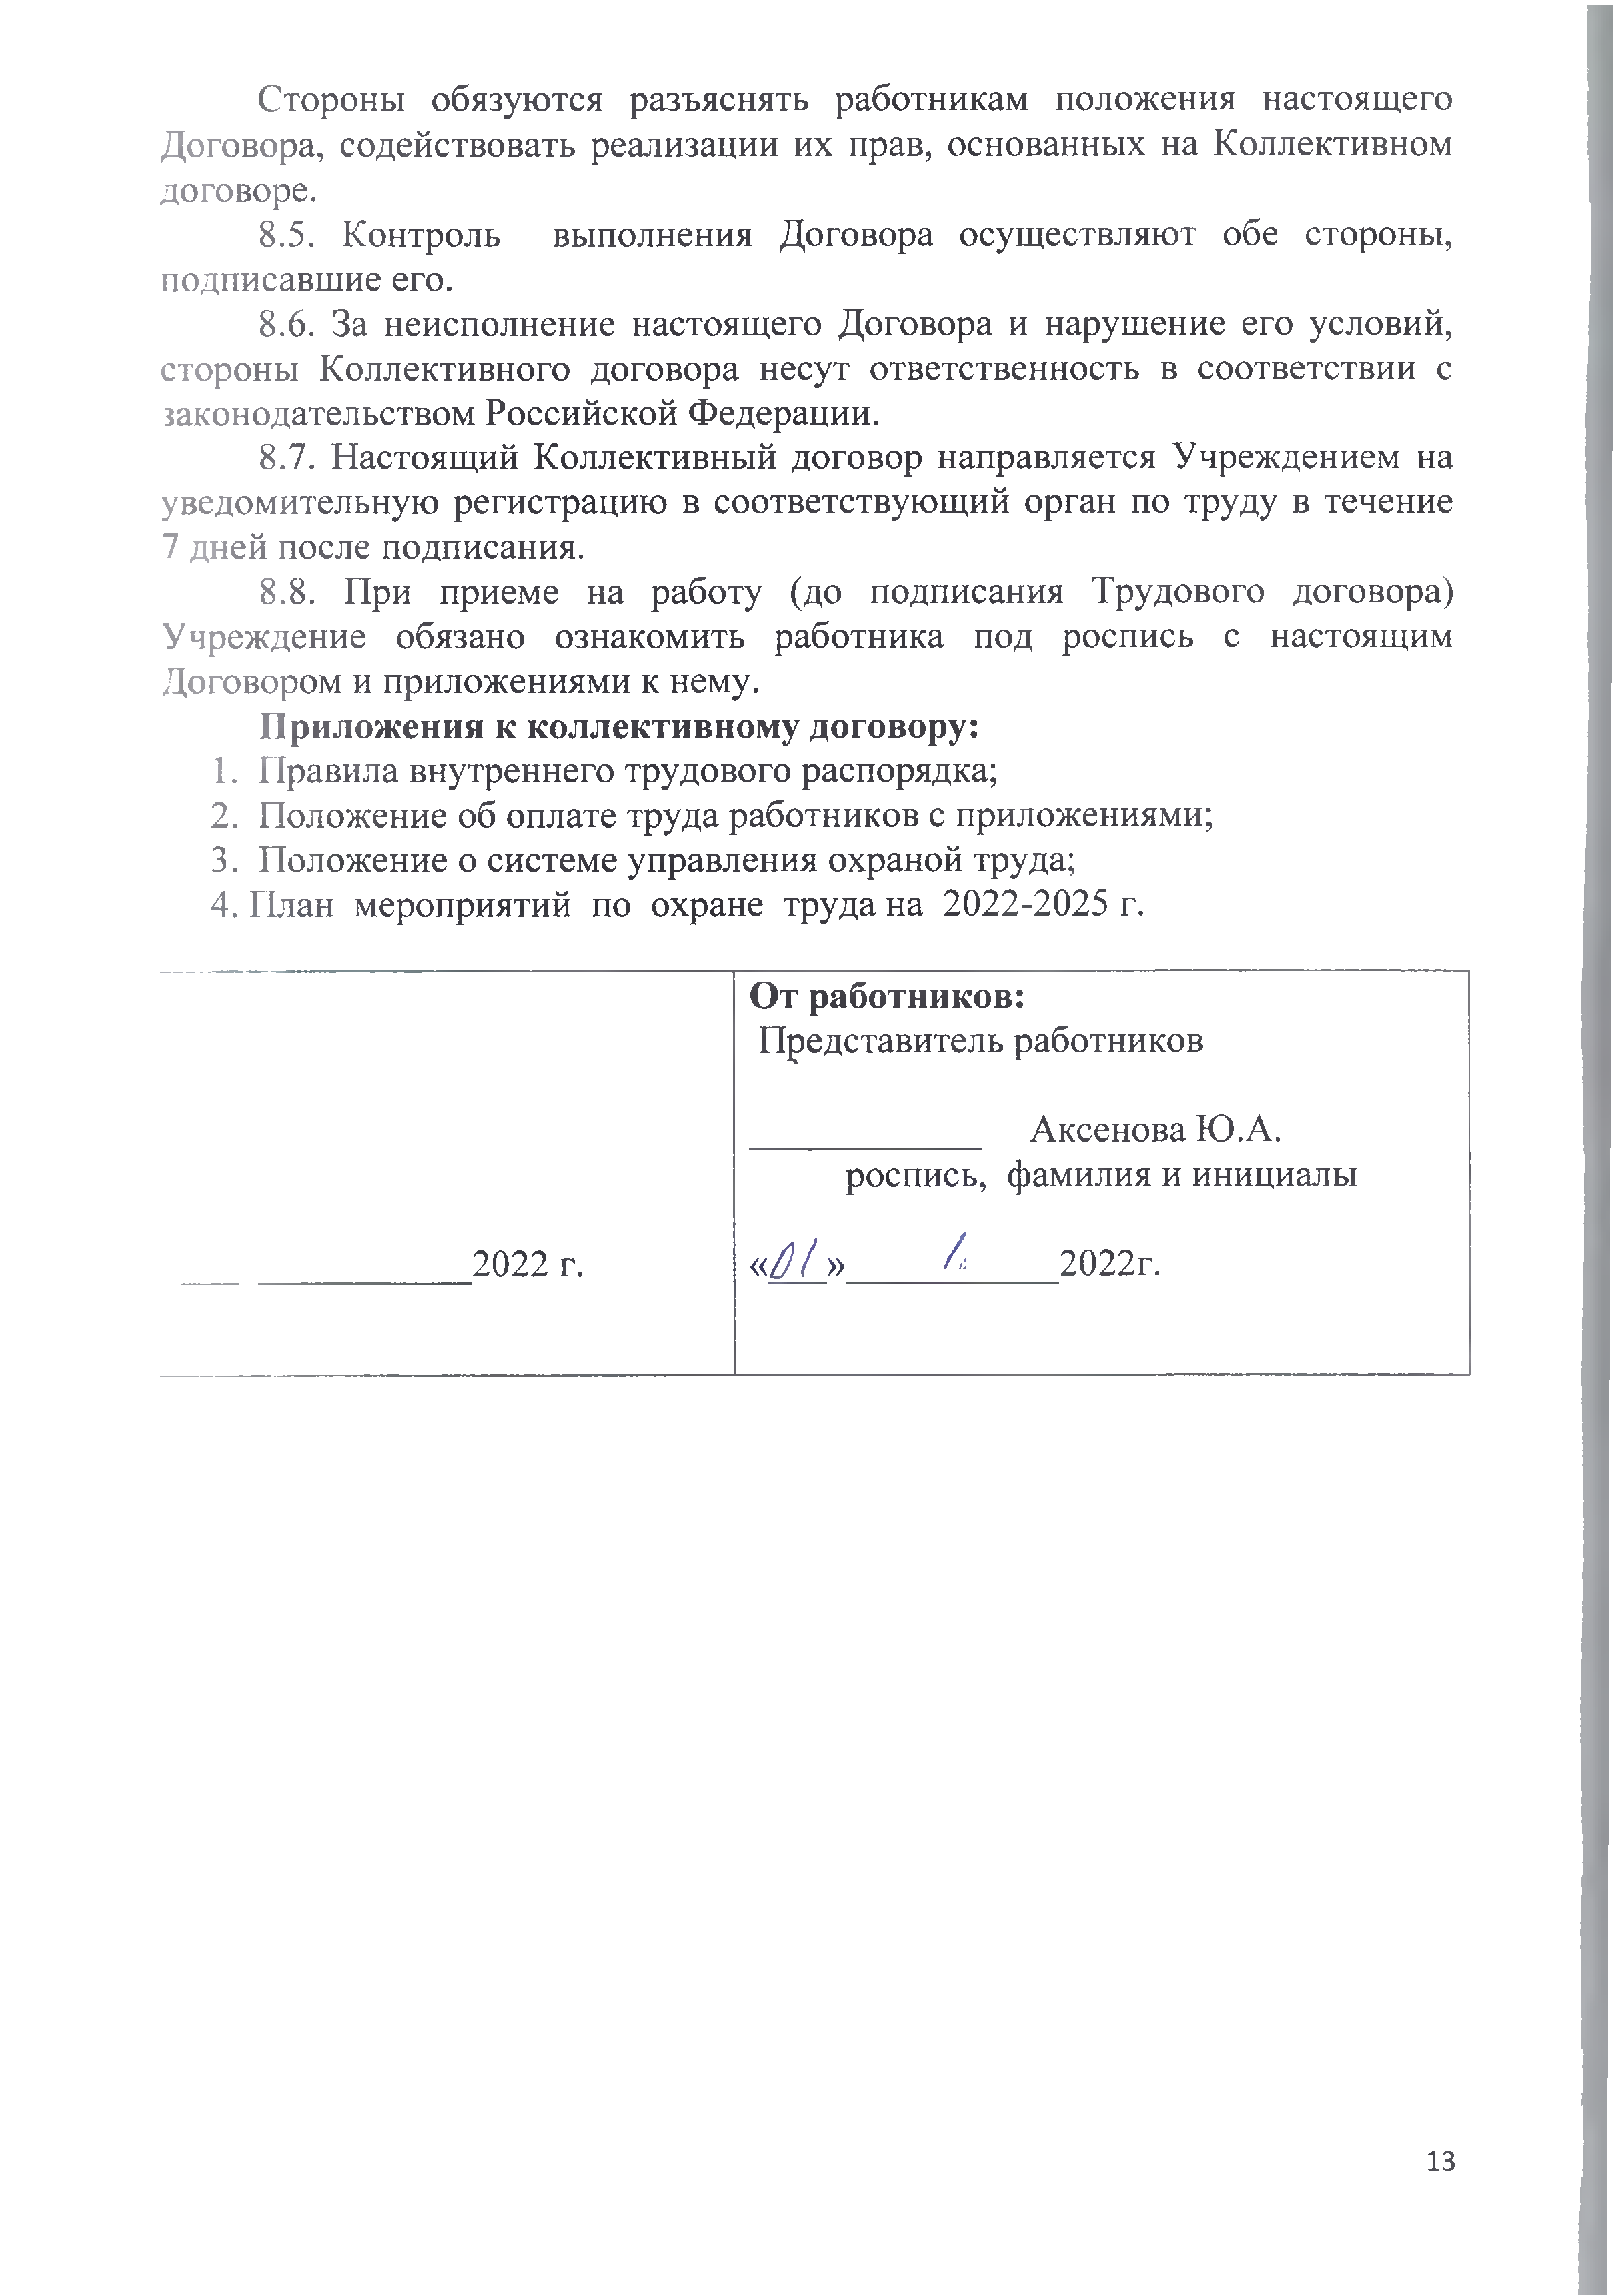 Стороны обязуются разъяснять работникам положения настоящего
Договора, содействовать реализации их прав, основанных на Коллективном
договоре.
8.5. Контроль выполнения Договора осуществляют обе стороны,
подписавшие его.
8.6. За неисполнение настоящего Договора и нарушение его условий,
стороны Коллективного договора несут ответственность в соответствии с
законодательством Российской Федерации.
8.7. Настоящий Коллективный договор направляется Учреждением на
уведомительную регистрацию в соответствующий орган по труду в течение
7 дней после подписания.
8.8. При приеме на работу (до подписания Трудового договора)
Учреждение обязано ознакомить работника под роспись с настоящим
Договором и приложениями к нему.
Приложения к коллективному договору:
1. Правила внутреннего трудового распорядка;
2. Положение об оплате труда работников с приложениями;
3. Положение о системе управления охраной труда;
4. План мероприятий по охране труда на 2022-2025 г.
___ ___________2022 г.
От работников:
Представитель работников
____________ Аксенова Ю.А.
роспись, фамилия и инициалы
«01»___________2022г.
13